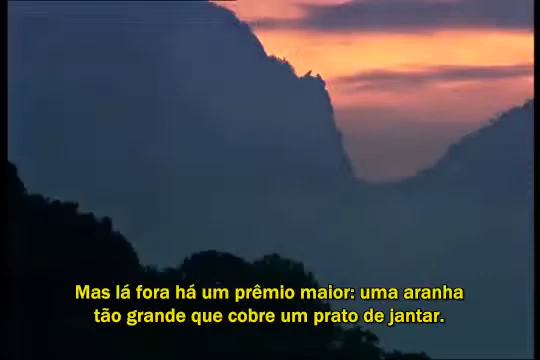 Mas lá fora há um prêmio maior: uma aranha
tão grande que cobre um prato de jantar.